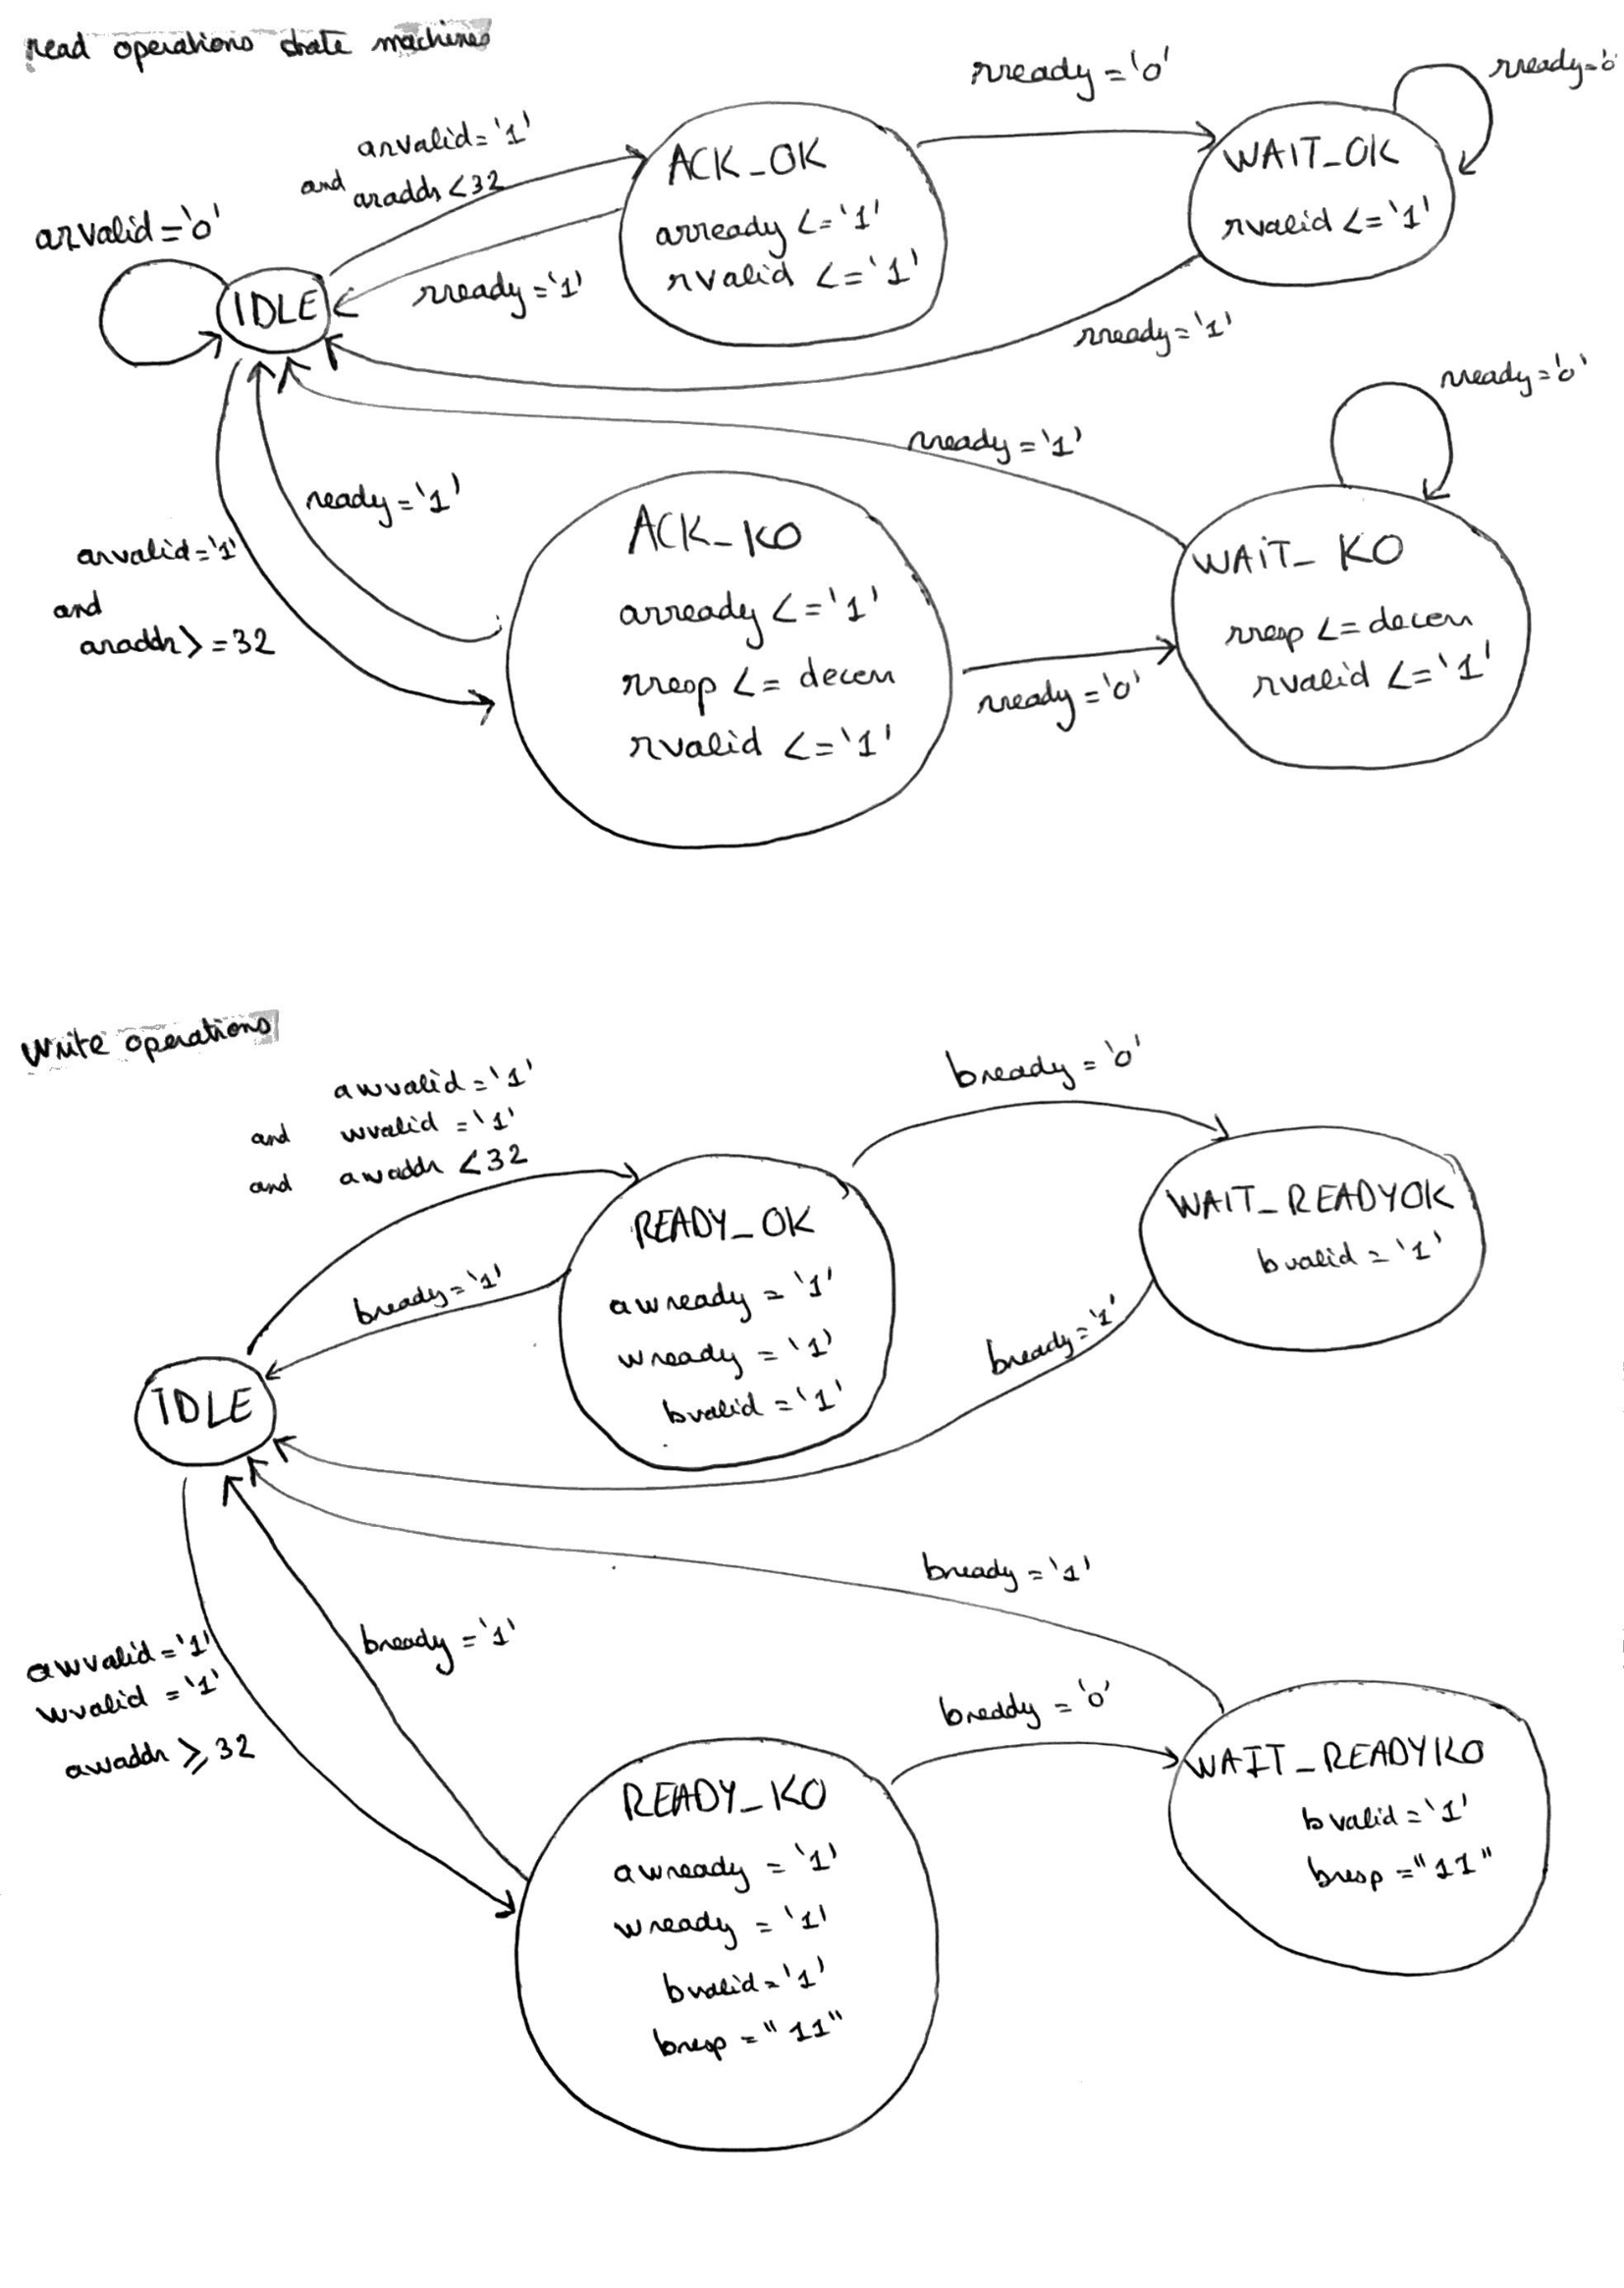 read operations state machines
rready = '0'
rready='0'
arvalid='1'
and araddr < 32
ACK_OK
arready <= '1'
rvalid <= '1'
WAIT_OK
rvalid <= '1'
arvalid='0'
IDLE
rready='1'
rready='1'
rready='0'
rready='1'
ready='1'
arvalid='1'
and
araddr >= 32
ACK_KO
arready <= '1'
rresp <= decerr
rvalid <= '1'
rready='0'
WAIT_KO
rresp <= decerr
rvalid <= '1'
Write operations
awvalid='1'
and wvalid = '1'
and awaddr < 32
bready = '0'
READY_OK
awready = '1'
wready = '1'
bvalid = '1'
WAIT_READYOK
bvalid = '1'
bready='1'
bready='1'
IDLE
bready = '1'
bready = '1'
awvalid='1'
wvalid = '1'
awaddr ⩾ 32
bready = '0'
READY_KO
awready = '1'
wready = '1'
bvalid='1'
bresp = "11"
WAIT_READYKO
bvalid='1'
bresp ="11"